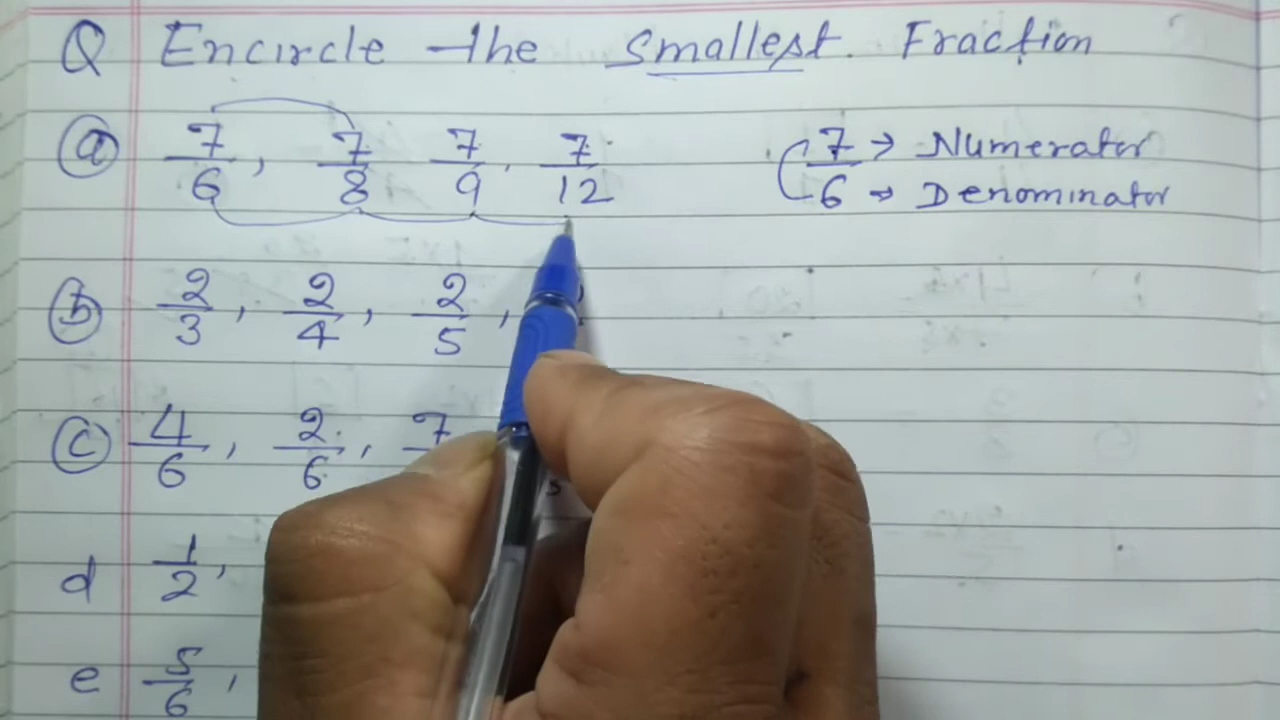 Q Encircle the Smallest. Fraction
(a) 7/6, 7/8 7/9, 7/12 7/6 → Numerator → Denominator
(b) 2/3, 2/4, 2/5,
(c) 4/6, 2/6, 7
d 1/2,
e 5/6,